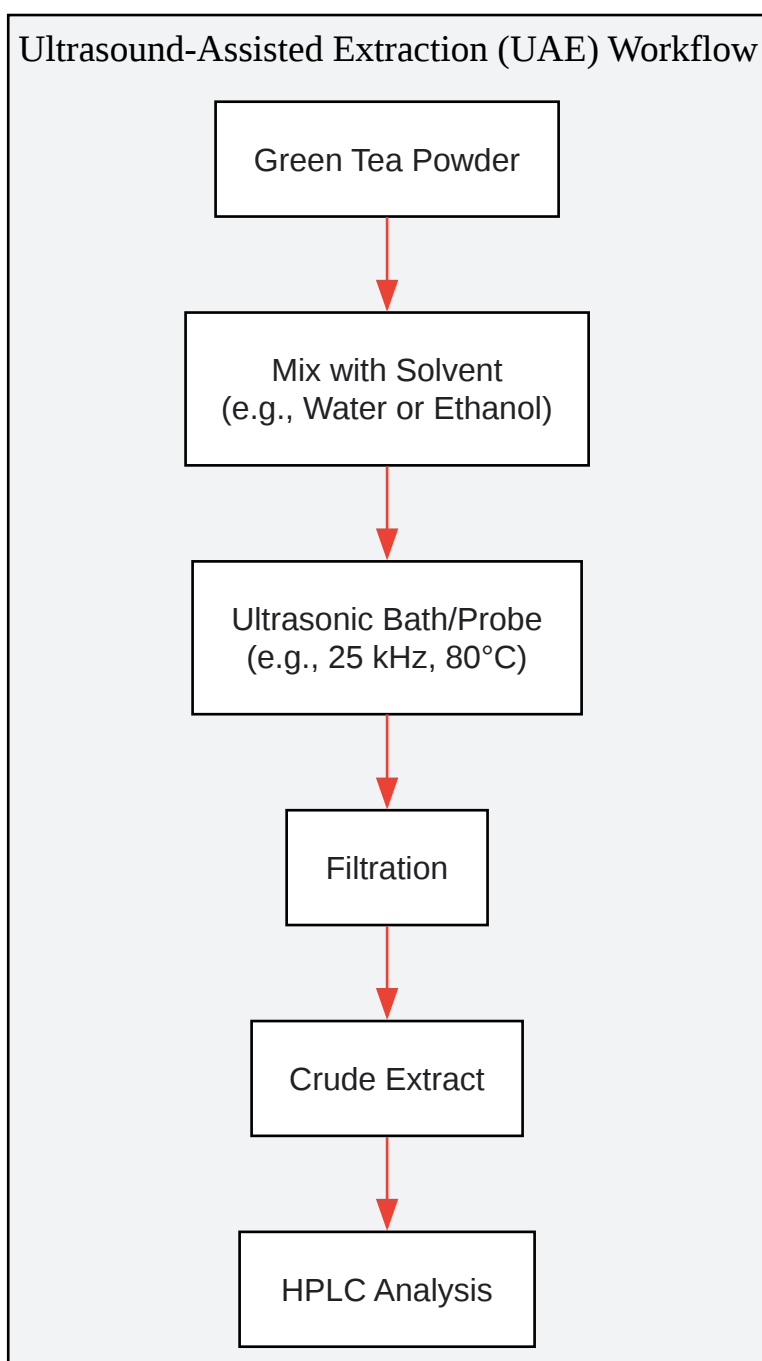 Ultrasound-Assisted Extraction (UAE) Workflow
Green Tea Powder
Mix with Solvent
(e.g., Water or Ethanol)
Ultrasonic Bath/Probe
(e.g., 25 kHz, 80°C)
Filtration
Crude Extract
HPLC Analysis